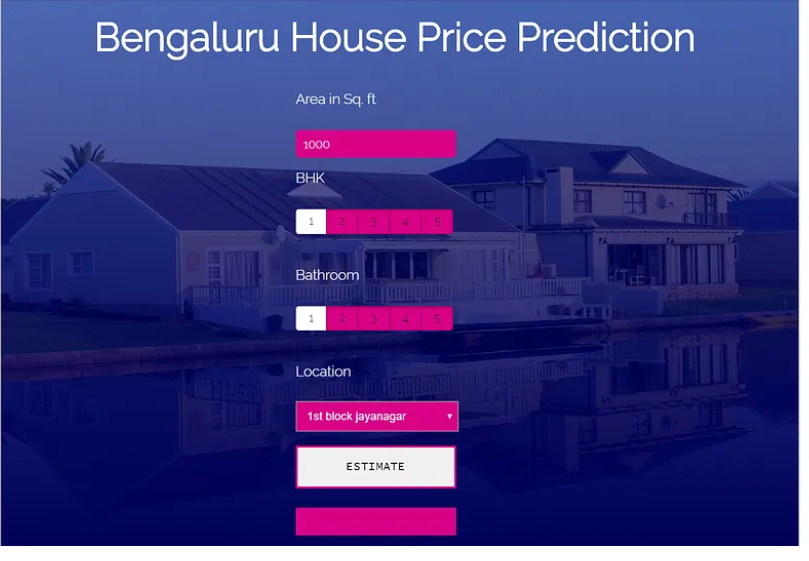 Bengaluru House Price Prediction
Area in Sq. ft
1000
BHK
1 2 3 4 5
Bathroom
1 2 3 4 5
Location
1st block jayanagar
ESTIMATE